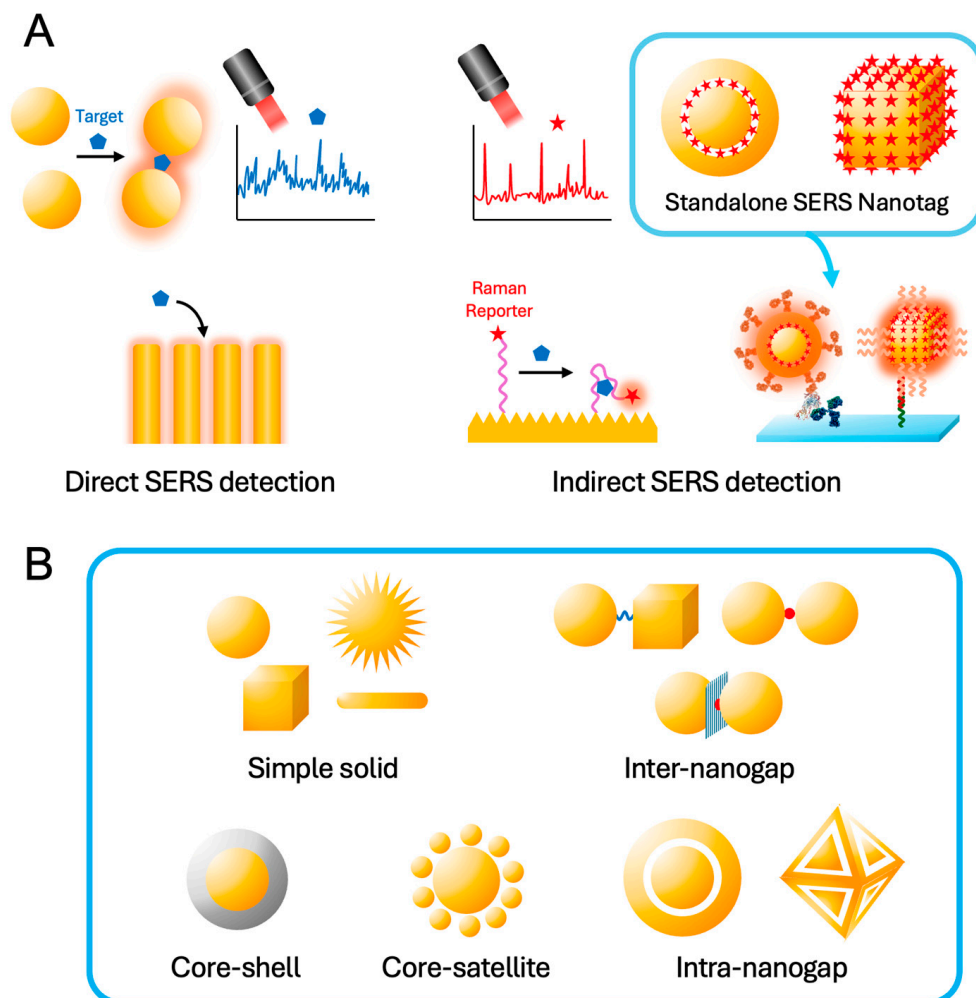 A
Target
Standalone SERS Nanotag
Raman
Reporter
Direct SERS detection
Indirect SERS detection
B
Simple solid
Inter-nanogap
Core-shell
Core-satellite
Intra-nanogap